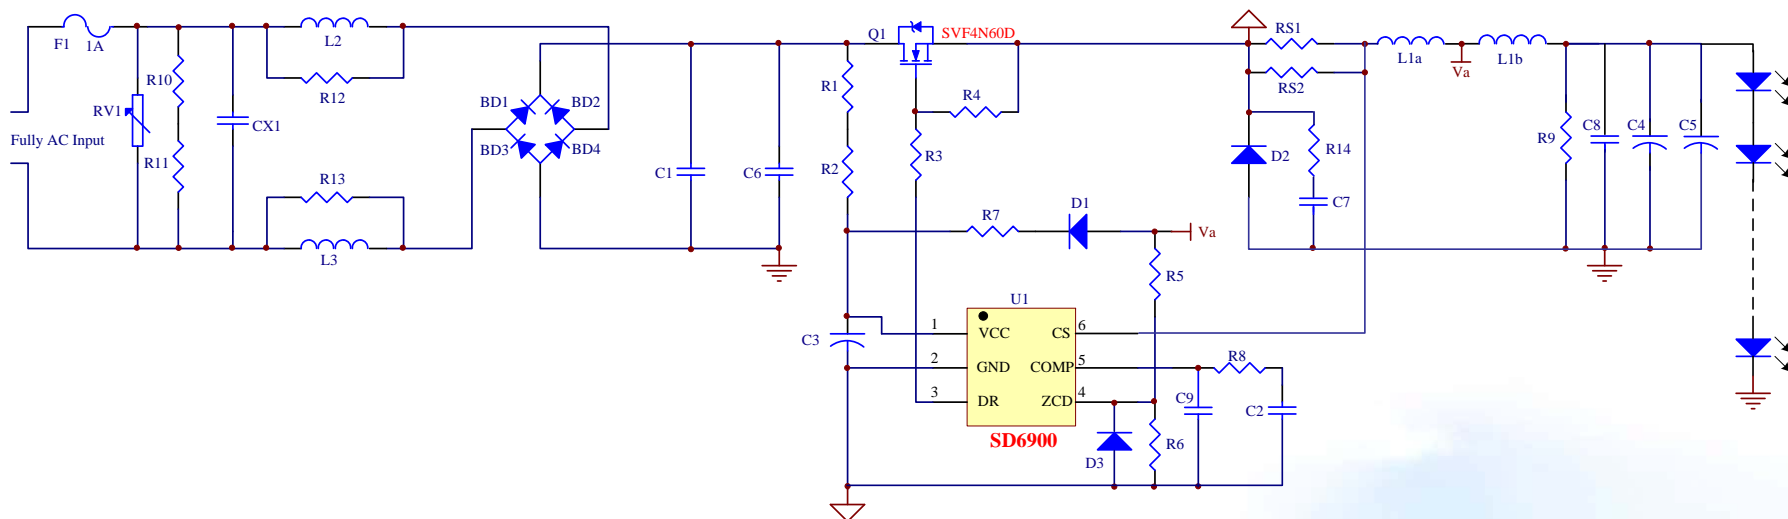 F1 1A
L2
R12
R10
RV1
CX1
Fully AC Input
R11
R13
L3
BD1
BD2
BD3
BD4
C1
C6
R1
R2
Q1
SVF4N60D
R4
R3
R7
D1
Va
R5
C3
U1
1
VCC
CS
6
2
GND
COMP
5
3
DR
ZCD
4
SD6900
R8
C9
C2
D3
R6
RS1
RS2
L1a
Va
L1b
D2
R14
C7
R9
C8
C4
C5